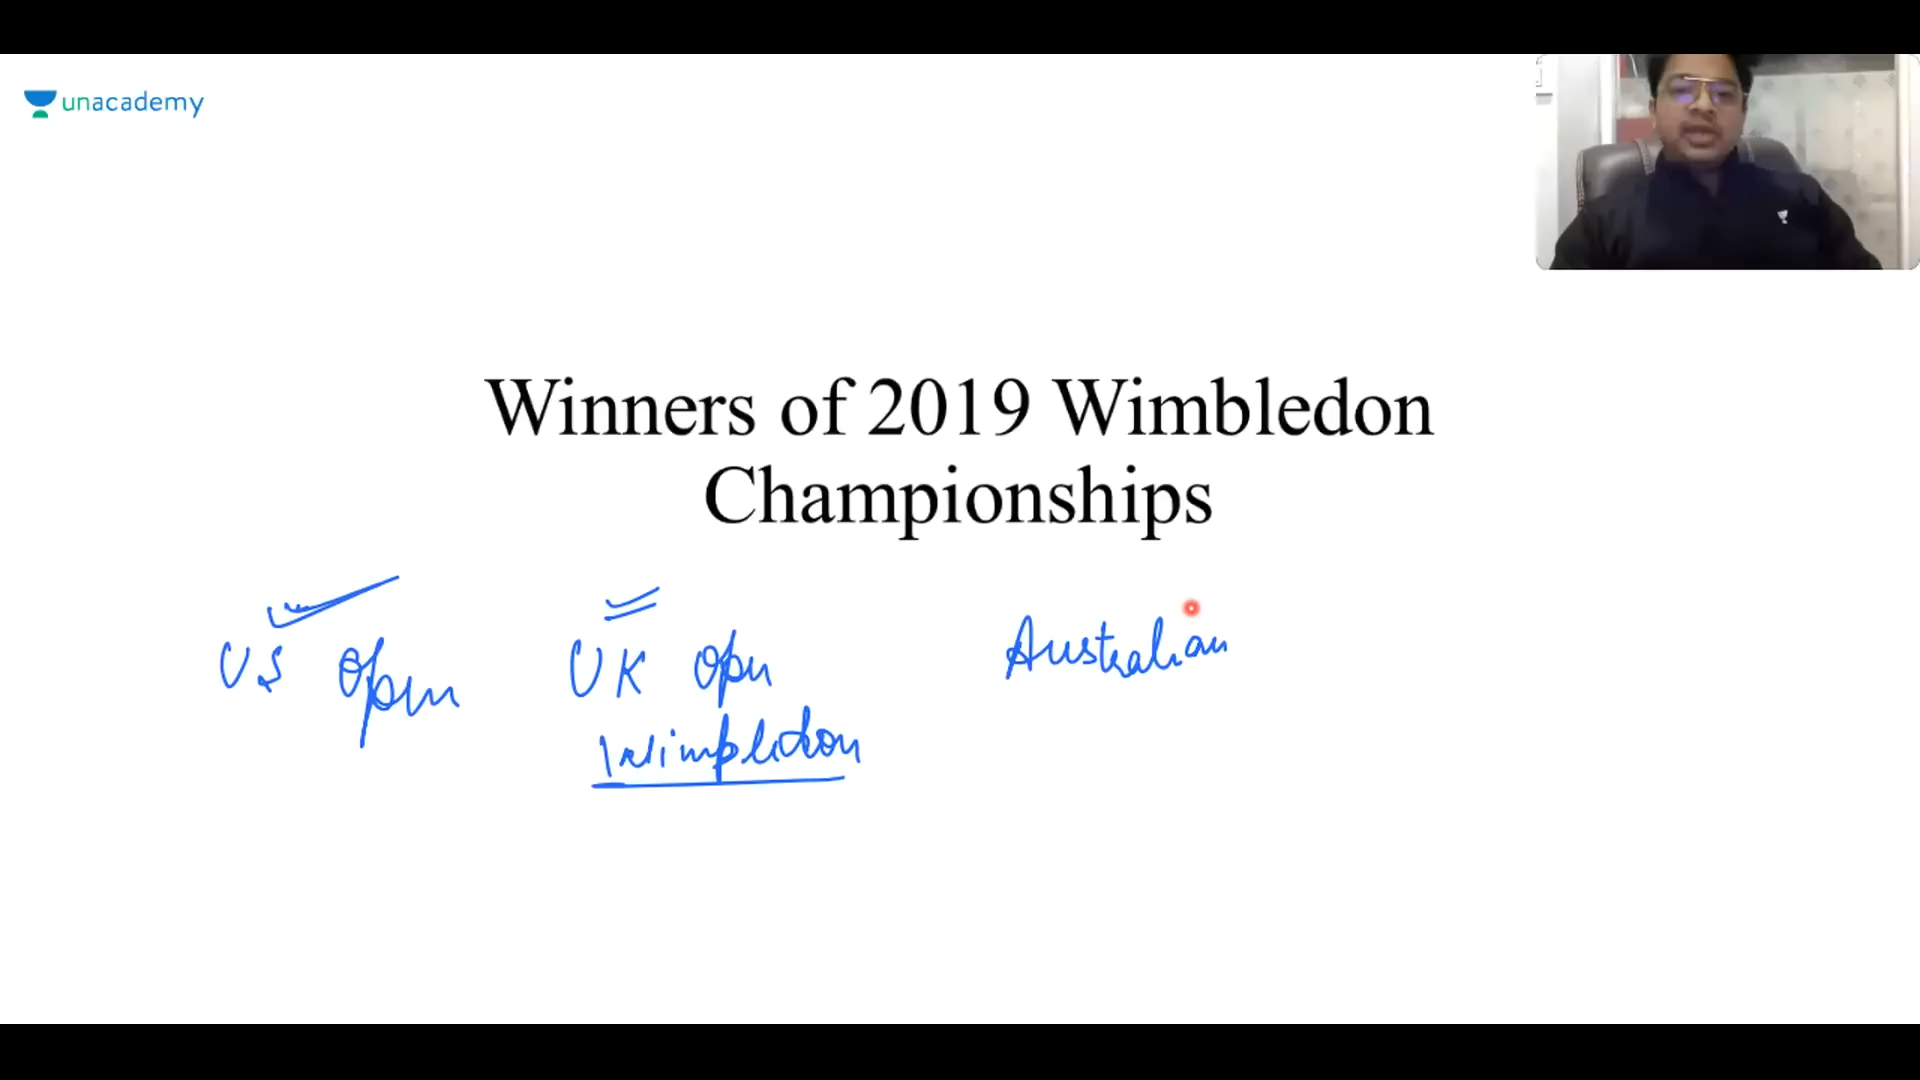 unacademy
Winners of 2019 Wimbledon
Championships
US Open UK Open Australian
Wimbledon